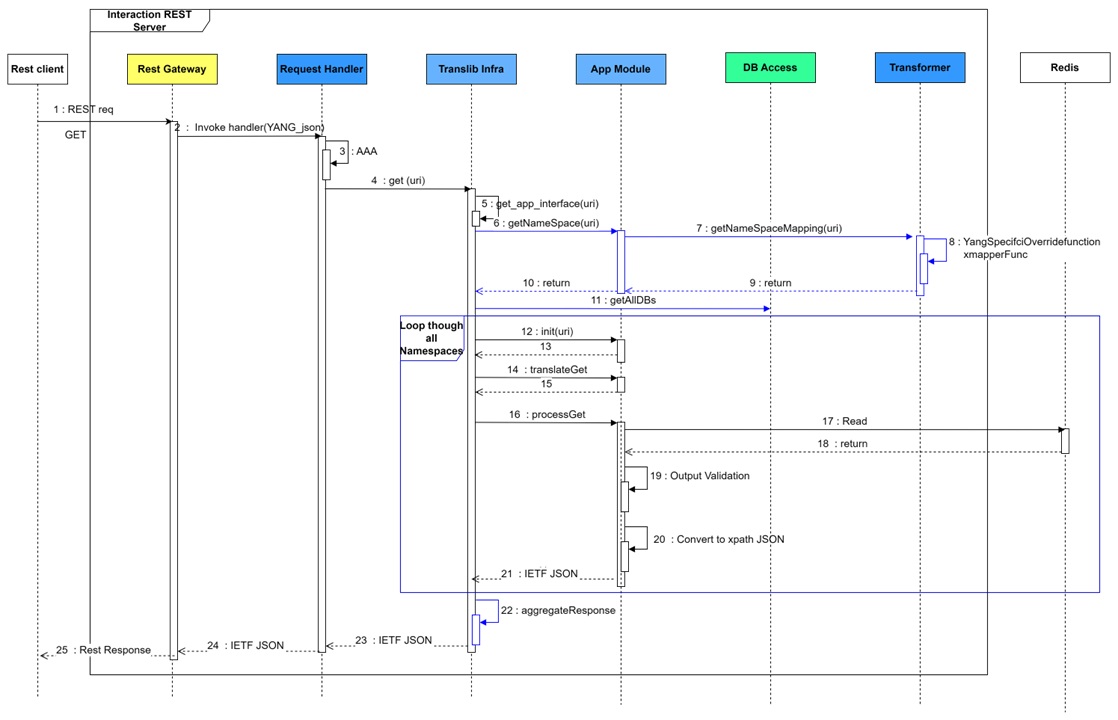 Interaction REST
Server
Rest client
Rest Gateway
Request Handler
Translib Infra
App Module
DB Access
Transformer
Redis
1 : REST req
GET
2 : Invoke handler(YANG_json)
3 : AAA
4 : get (uri)
5 : get_app_interface(uri)
6 : getNameSpace(uri)
7 : getNameSpaceMapping(uri)
8 : YangSpecifciOverridefunction
xmapperFunc
9 : return
10 : return
11 : getAllDBs
Loop though
all
Namespaces
12 : init(uri)
13
14 : translateGet
15
16 : processGet
17 : Read
18 : return
19 : Output Validation
20 : Convert to xpath JSON
21 : IETF JSON
22 : aggregateResponse
23 : IETF JSON
24 : IETF JSON
25 : Rest Response